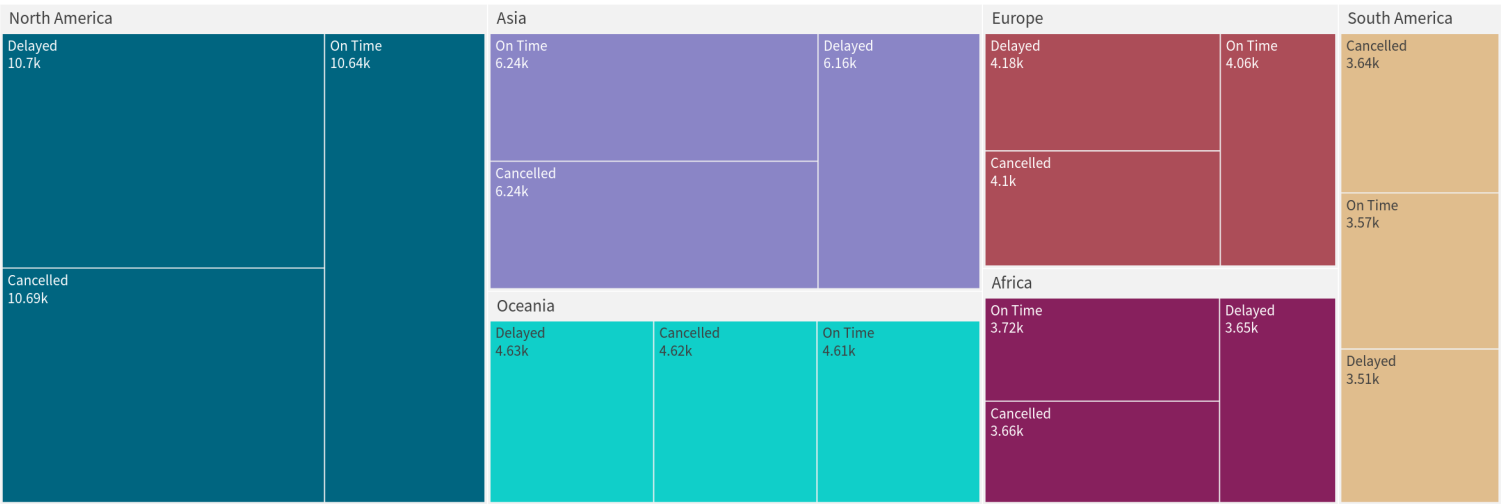 North America
Delayed
10.7k
On Time
10.64k
Cancelled
10.69k
Asia
On Time
6.24k
Delayed
6.16k
Cancelled
6.24k
Oceania
Delayed
4.63k
Cancelled
4.62k
On Time
4.61k
Europe
Delayed
4.18k
On Time
4.06k
Cancelled
4.1k
Africa
On Time
3.72k
Delayed
3.65k
Cancelled
3.66k
South America
Cancelled
3.64k
On Time
3.57k
Delayed
3.51k